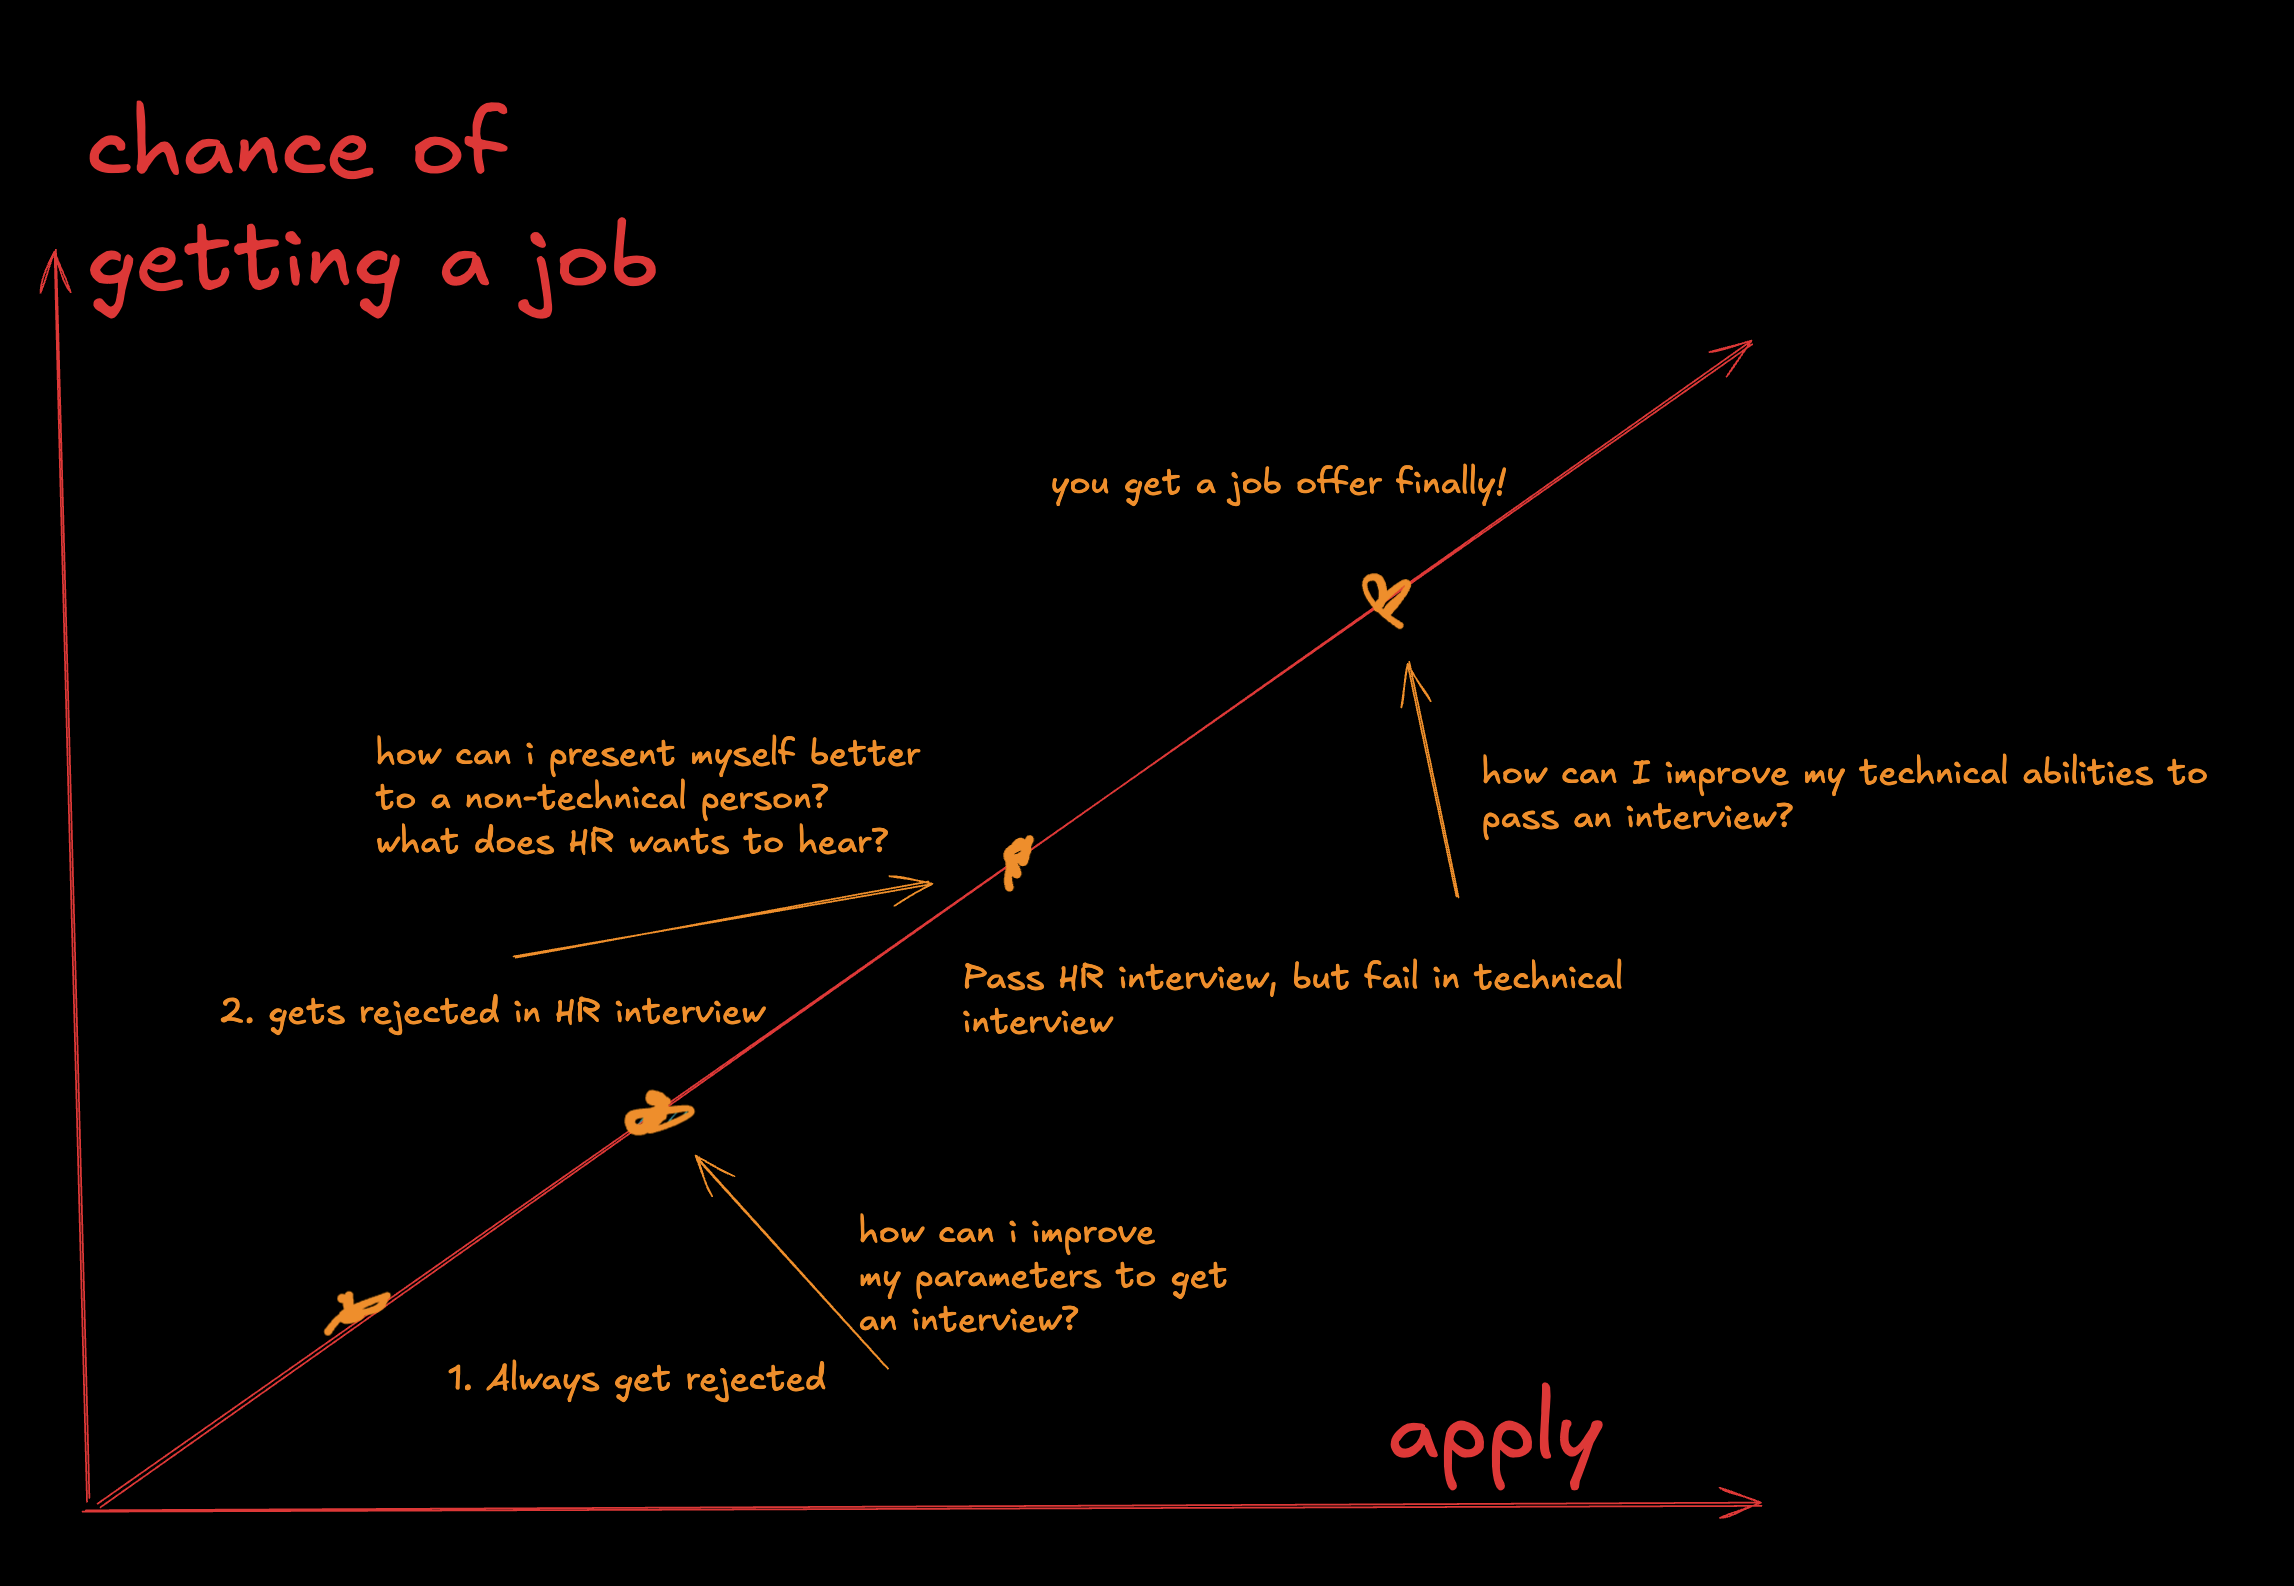 chance of
getting a job
you get a job offer finally!
how can i present myself better
to a non-technical person?
what does HR wants to hear?
how can I improve my technical abilities to
pass an interview?
2. gets rejected in HR interview
Pass HR interview, but fail in technical
interview
how can i improve
my parameters to get
an interview?
1. Always get rejected
apply